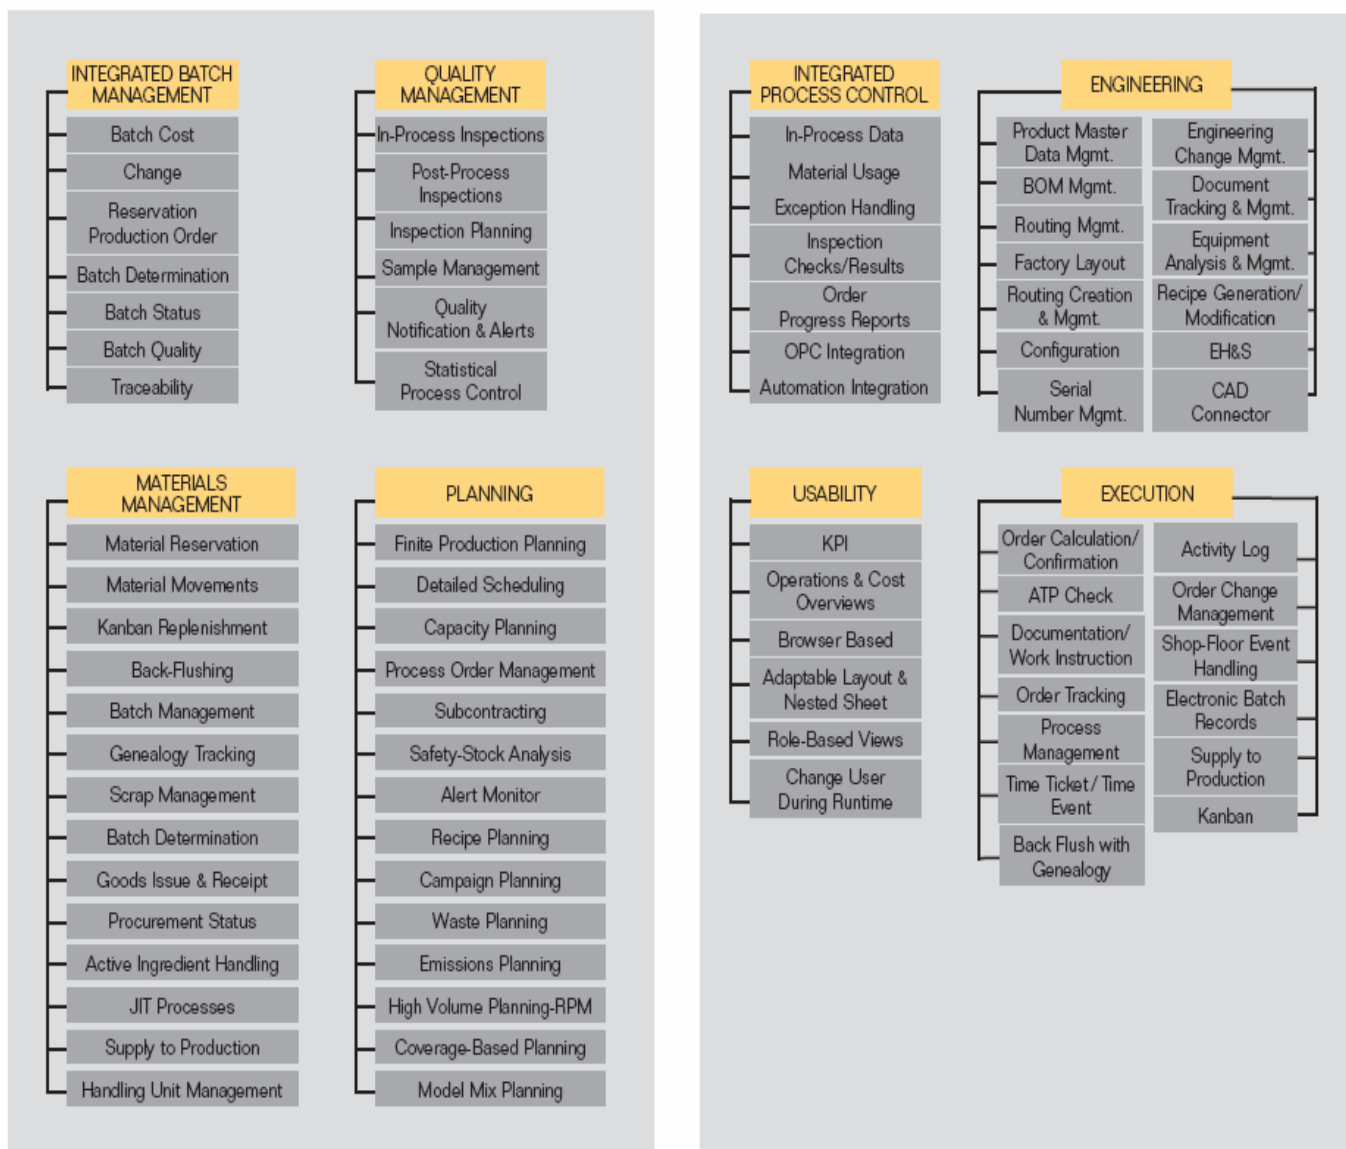 INTEGRATED BATCH
MANAGEMENT
Batch Cost
Change
Reservation
Production Order
Batch Determination
Batch Status
Batch Quality
Traceability
QUALITY
MANAGEMENT
In-Process Inspections
Post-Process
Inspections
Inspection Planning
Sample Management
Quality
Notification & Alerts
Statistical
Process Control
MATERIALS
MANAGEMENT
Material Reservation
Material Movements
Kanban Replenishment
Back-Flushing
Batch Management
Genealogy Tracking
Scrap Management
Batch Determination
Goods Issue & Receipt
Procurement Status
Active Ingredient Handling
JIT Processes
Supply to Production
Handling Unit Management
PLANNING
Finite Production Planning
Detailed Scheduling
Capacity Planning
Process Order Management
Subcontracting
Safety-Stock Analysis
Alert Monitor
Recipe Planning
Campaign Planning
Waste Planning
Emissions Planning
High Volume Planning-RPM
Coverage-Based Planning
Model Mix Planning
INTEGRATED
PROCESS CONTROL
In-Process Data
Material Usage
Exception Handling
Inspection
Checks/Results
Order
Progress Reports
OPC Integration
Automation Integration
ENGINEERING
Product Master
Data Mgmt.
BOM Mgmt.
Routing Mgmt.
Factory Layout
Routing Creation
& Mgmt.
Configuration
Serial
Number Mgmt.
Engineering
Change Mgmt.
Document
Tracking & Mgmt.
Equipment
Analysis & Mgmt.
Recipe Generation/
Modification
EH&S
CAD
Connector
USABILITY
KPI
Operations & Cost
Overviews
Browser Based
Adaptable Layout &
Nested Sheet
Role-Based Views
Change User
During Runtime
EXECUTION
Order Calculation/
Confirmation
ATP Check
Documentation/
Work Instruction
Order Tracking
Process
Management
Time Ticket / Time
Event
Back Flush with
Genealogy
Activity Log
Order Change
Management
Shop-Floor Event
Handling
Electronic Batch
Records
Supply to
Production
Kanban